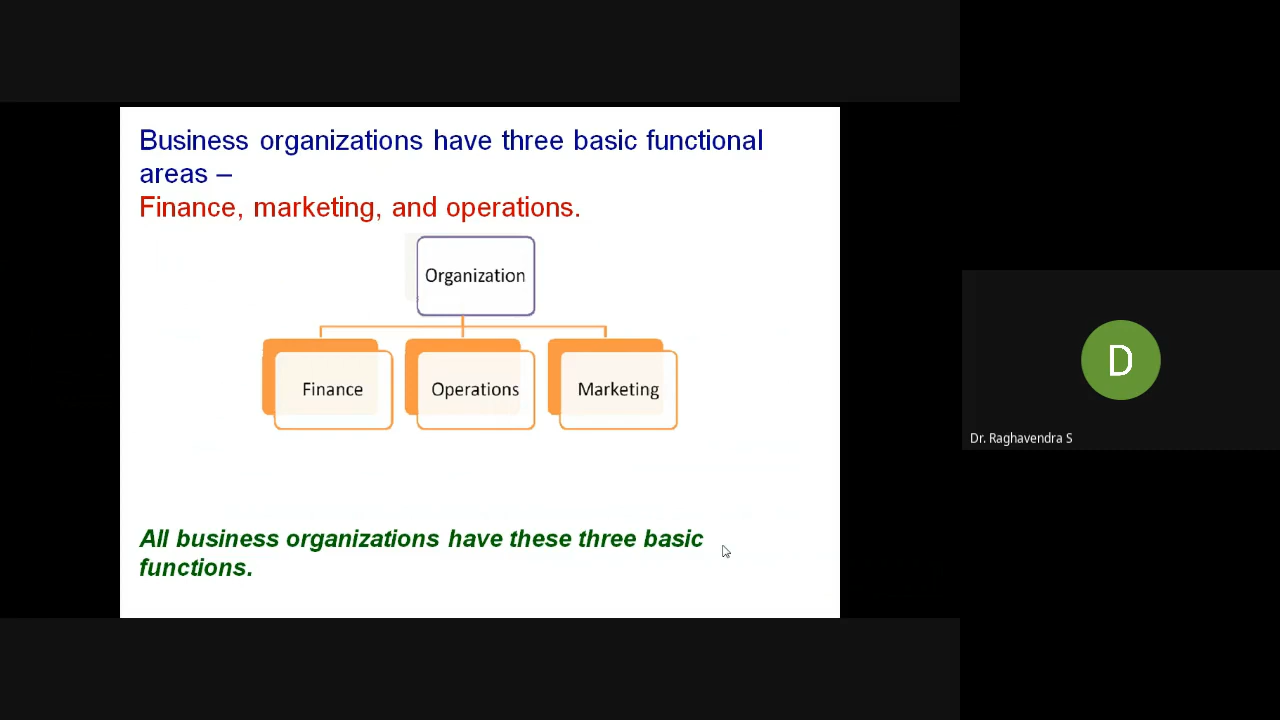 Business organizations have three basic functional
areas –
Finance, marketing, and operations.
Organization
Finance
Operations
Marketing
All business organizations have these three basic
functions.
D
Dr. Raghavendra S